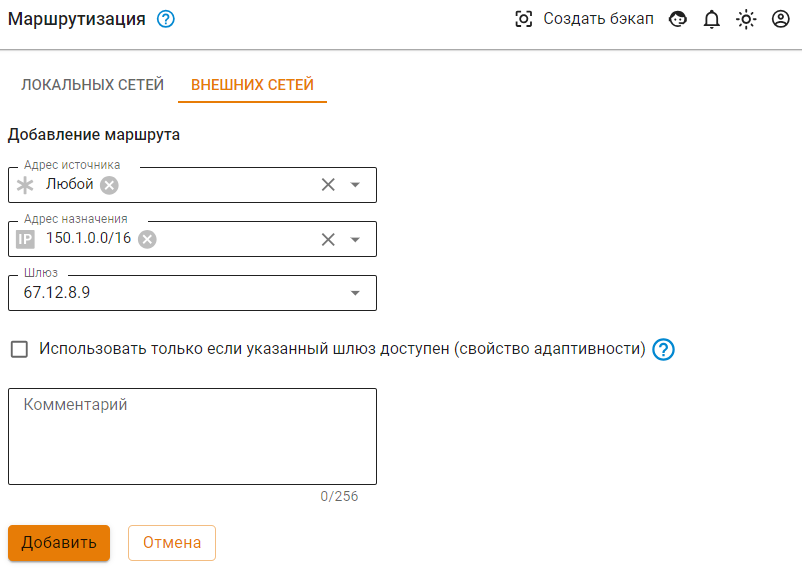 Маршрутизация
Создать бэкап
ЛОКАЛЬНЫХ СЕТЕЙ
ВНЕШНИХ СЕТЕЙ
Добавление маршрута
Адрес источника
Любой
Адрес назначения
IP 150.1.0.0/16
Шлюз
67.12.8.9
Использовать только если указанный шлюз доступен (свойство адаптивности) ?
Комментарий
0/256
Добавить
Отмена